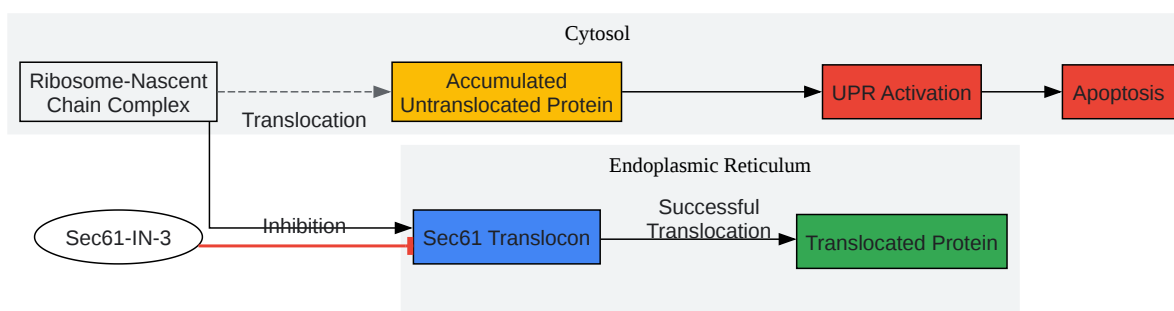 Cytosol
Ribosome-Nascent
Chain Complex
Translocation
Accumulated
Untranslocated Protein
UPR Activation
Apoptosis
Endoplasmic Reticulum
Sec61-IN-3
Inhibition
Sec61 Translocon
Successful
Translocation
Translocated Protein